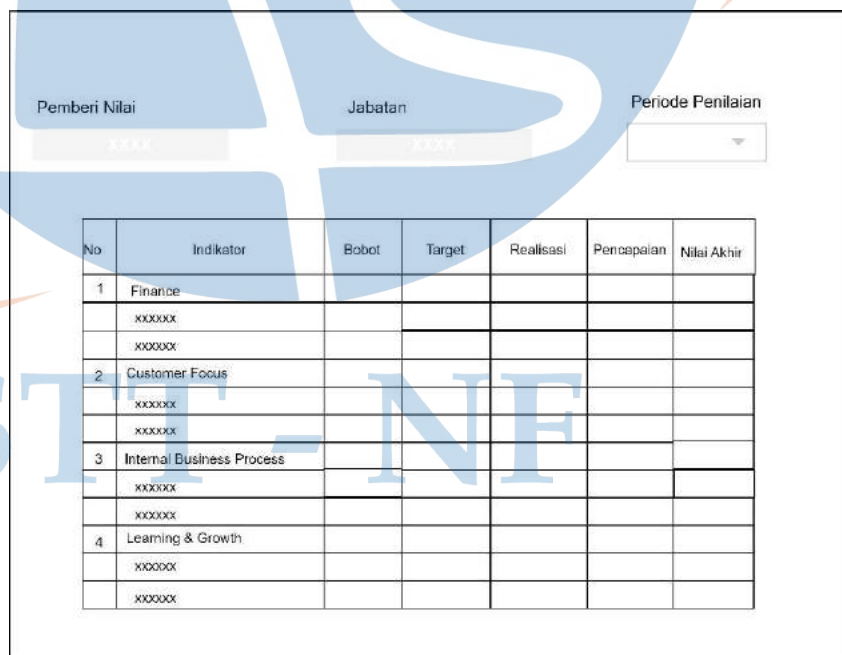 Pemberi Nilai Jabatan Periode Penilaian
xxxx xxxx
No Indikator Bobot Target Realisasi Pencapaian Nilai Akhir
1 Finance
xxxxxx
xxxxxx
2 Customer Focus
xxxxxx
xxxxxx
3 Internal Business Process
xxxxxx
xxxxxx
4 Learning & Growth
xxxxxx
xxxxxx
STT - NF